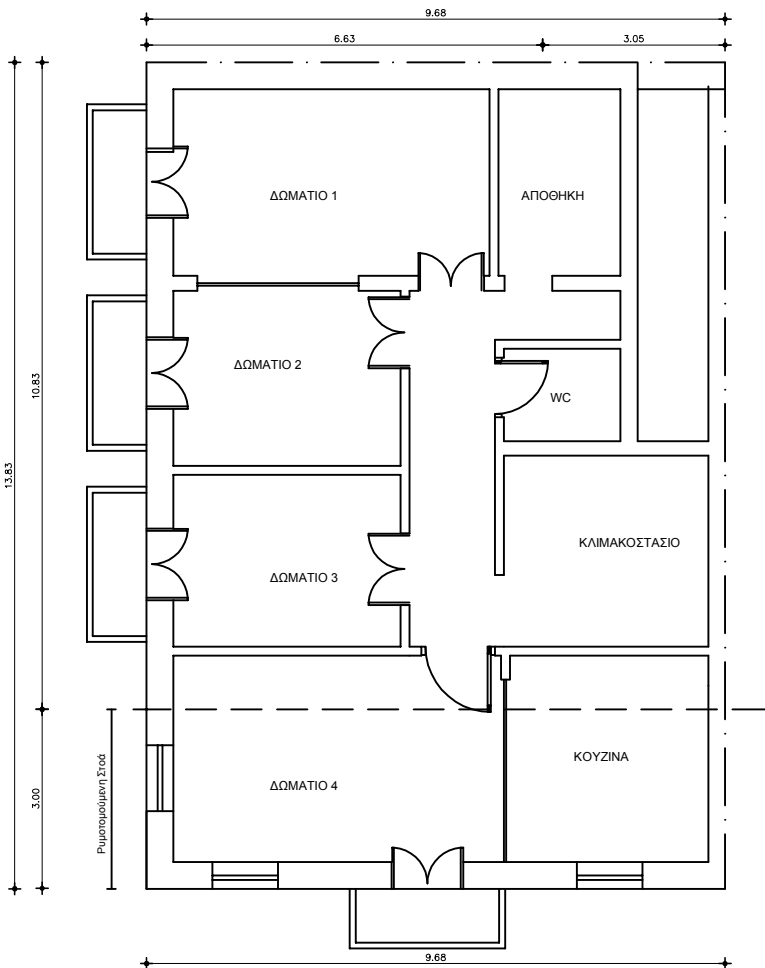 9.68
6.63
3.05
ΔΩΜΑΤΙΟ 1
ΑΠΟΘΗΚΗ
ΔΩΜΑΤΙΟ 2
10.83
WC
13.83
ΚΛΙΜΑΚΟΣΤΑΣΙΟ
ΔΩΜΑΤΙΟ 3
ΚΟΥΖΙΝΑ
ΔΩΜΑΤΙΟ 4
3.00
Ρυμοτομούμενη Στοά
9.68